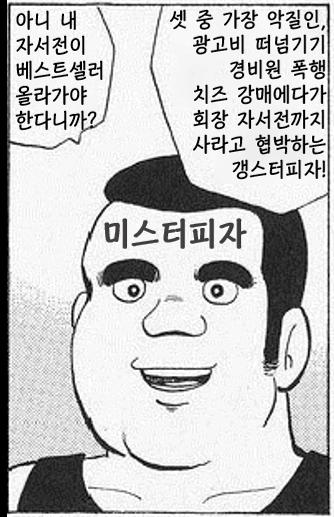 셋 중 가장 악질인,
광고비 떠넘기기
경비원 폭행
치즈 강매에다가
회장 자서전까지
사라고 협박하는
갱스터피자!
아니 내
자서전이
베스트셀러
올라가야
한다니까?
미스터피자